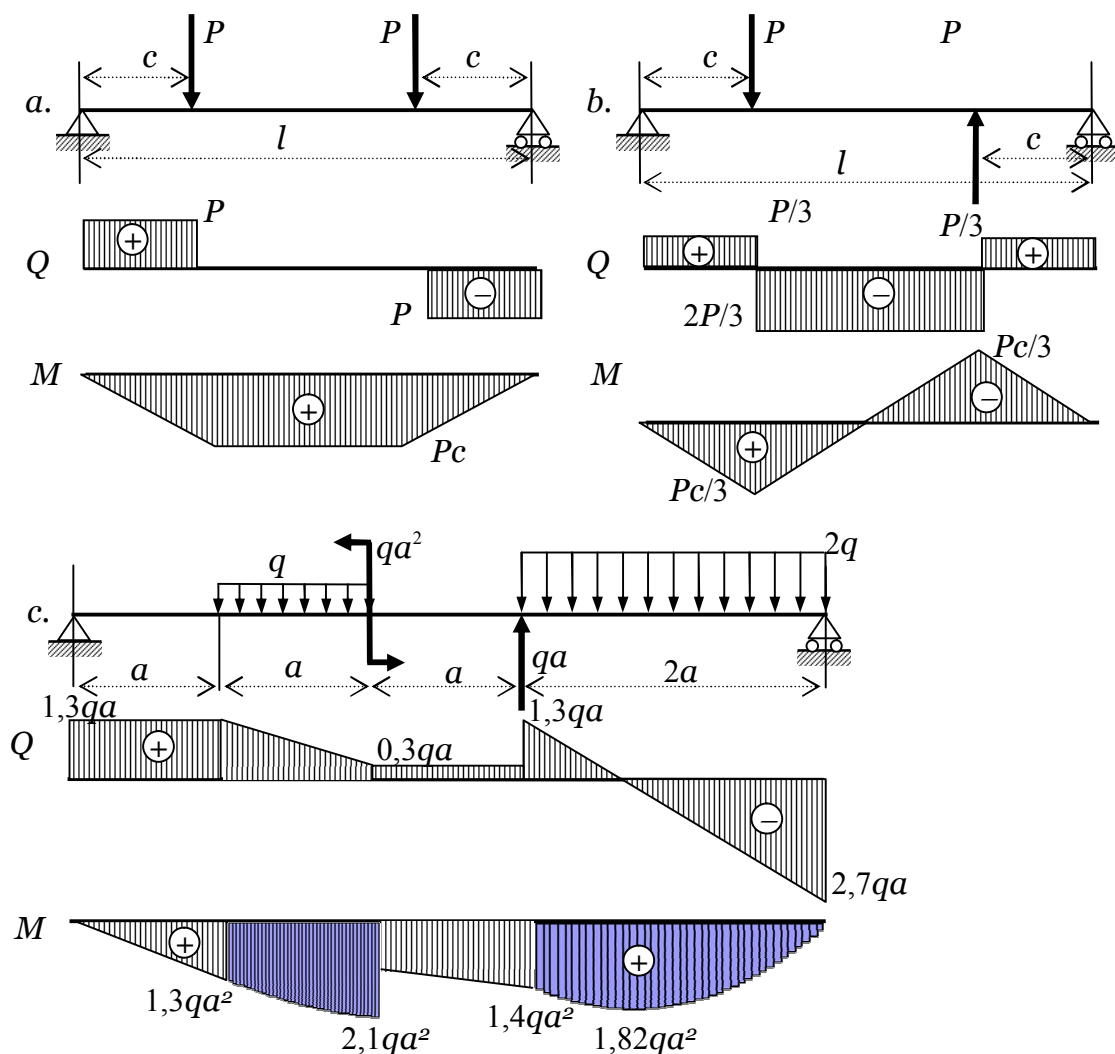 P P
c c
a.
l
P
Q + −
P
M
+
Pc
P P
c
b.
c
l
P/3 P/3
Q + − +
2P/3
M
Pc/3
+ −
Pc/3
q qa² 2q
c.
a a a qa 2a
1,3qa 1,3qa
Q + 0,3qa
−
2,7qa
M
+ +
1,3qa² 1,4qa² 1,82qa²
2,1qa²